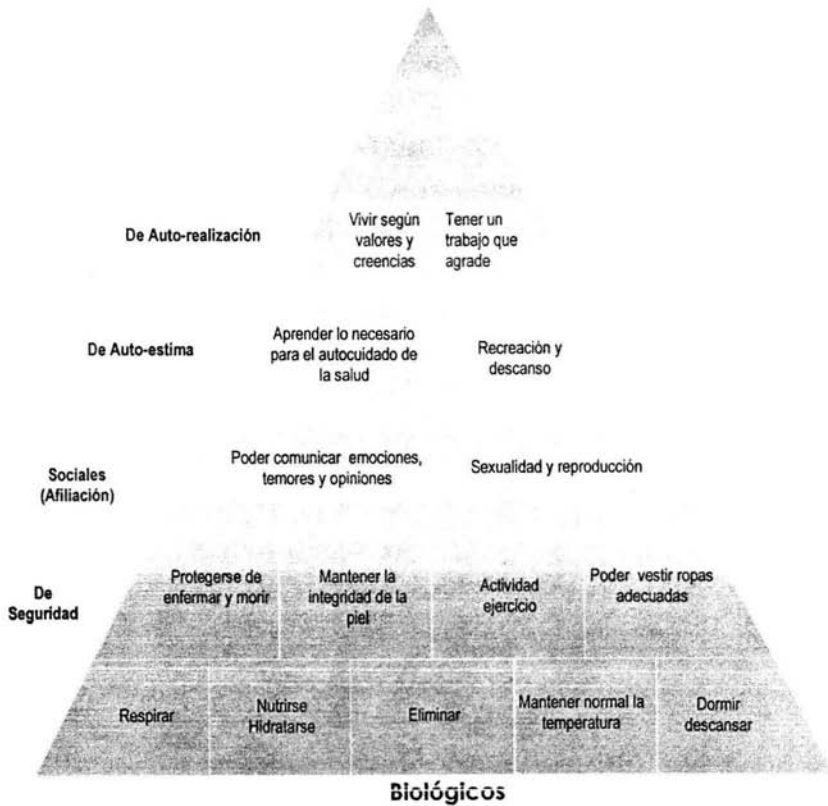 De Auto-realización
Vivir según
valores y
creencias
Tener un
trabajo que
agrade
De Auto-estima
Aprender lo necesario
para el autocuidado de
la salud
Recreación y
descanso
Sociales
(Afiliación)
Poder comunicar emociones,
temores y opiniones
Sexualidad y reproducción
De
Seguridad
Protegerse de
enfermar y morir
Mantener la
integridad de la
piel
Actividad
ejercicio
Poder vestir ropas
adecuadas
Respirar
Nutrirse
Hidratarse
Eliminar
Mantener normal la
temperatura
Dormir
descansar
Biológicos